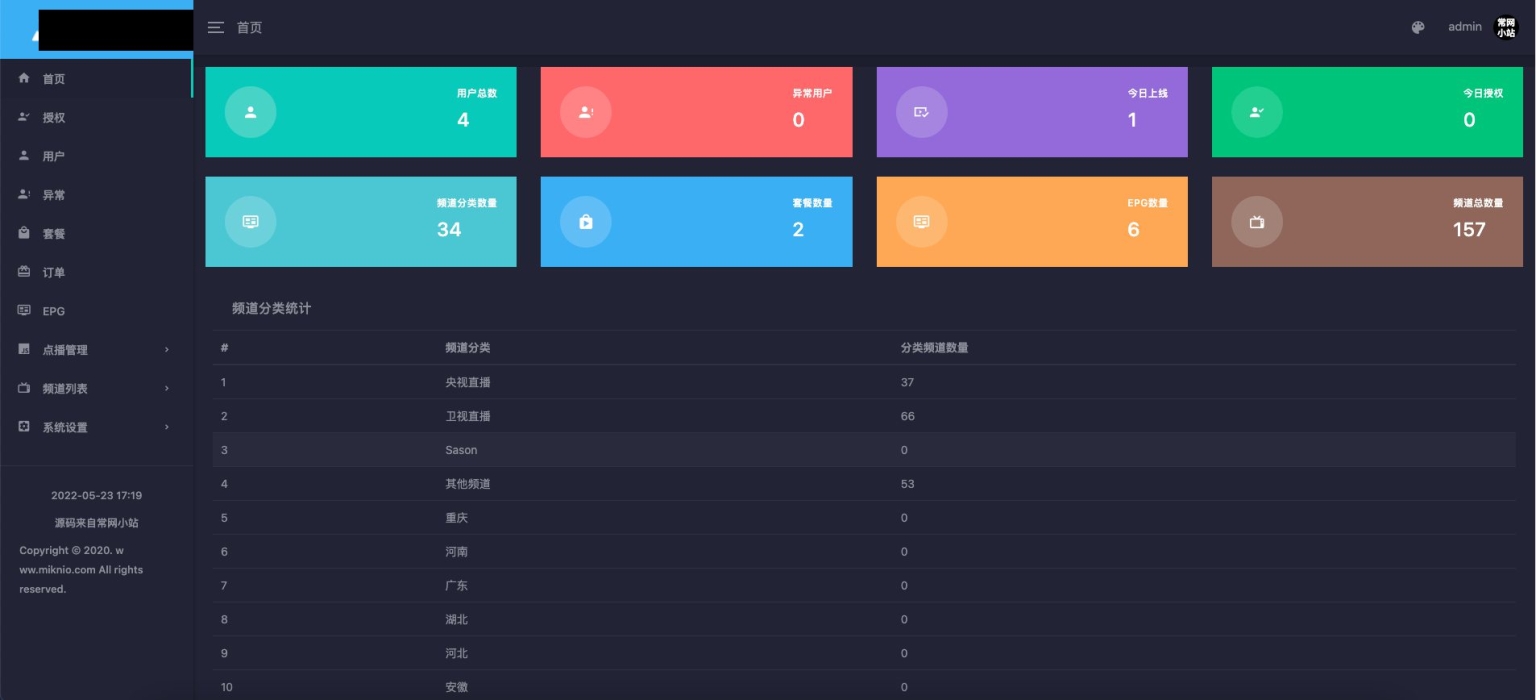 首页
admin
常网
小站
首页
授权
用户
异常
套餐
订单
EPG
点播管理
频道列表
系统设置
2022-05-23 17:19
源码来自常网小站
Copyright © 2020. w
ww.miknio.com All rights
reserved.
用户总数
4
异常用户
0
今日上线
1
今日授权
0
频道分类数量
34
套餐数量
2
EPG数量
6
频道总数量
157
频道分类统计
# 频道分类 分类频道数量
1 央视直播 37
2 卫视直播 66
3 Sason 0
4 其他频道 53
5 重庆 0
6 河南 0
7 广东 0
8 湖北 0
9 河北 0
10 安徽 0